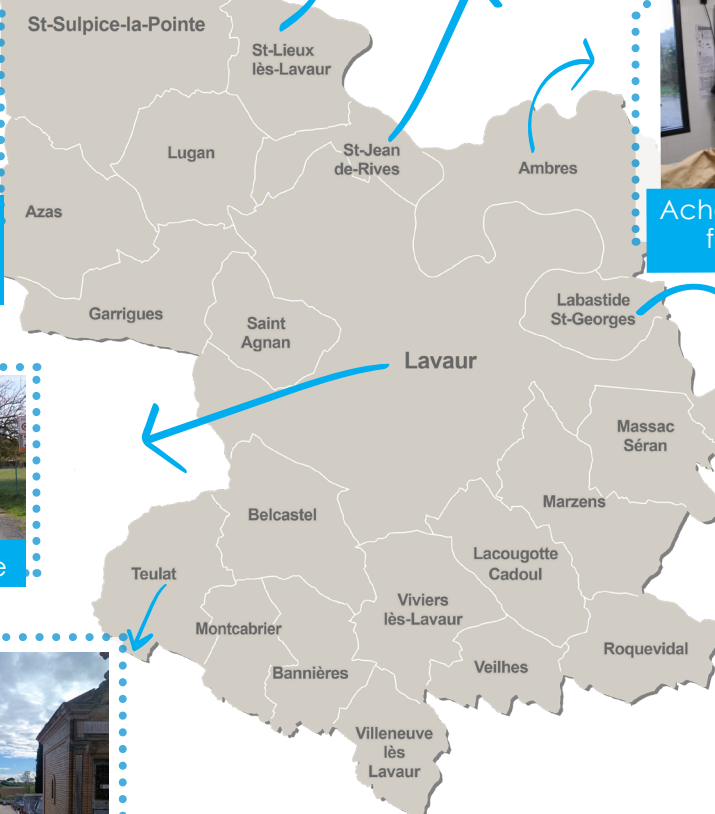 St-Sulpice-la-Pointe
St-Lieux
lès-Lavaur
Lugan
St-Jean
de-Rives
Ambres
Azas
Garrigues
Saint
Agnan
Labastide
St-Georges
Lavaur
Massac
Séran
Marzens
Belcastel
Lacougotte
Cadoul
Teulat
Viviers
lès-Lavaur
Montcabrier
Bannières
Veilhes
Roquevidal
Villeneuve
lès
Lavaur